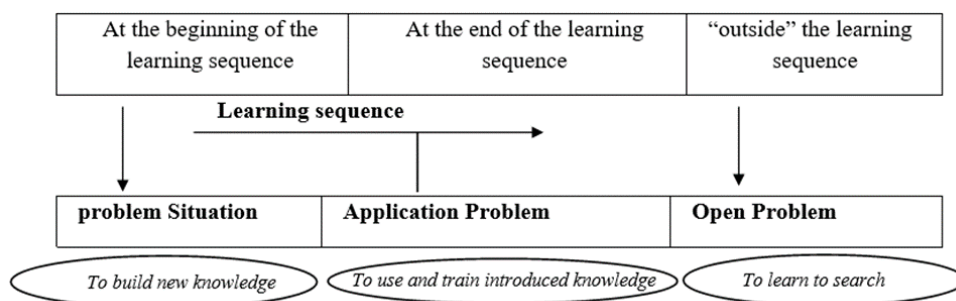 At the beginning of the
learning sequence
At the end of the learning
sequence
“outside” the learning
sequence
Learning sequence
problem Situation
Application Problem
Open Problem
To build new knowledge
To use and train introduced knowledge
To learn to search